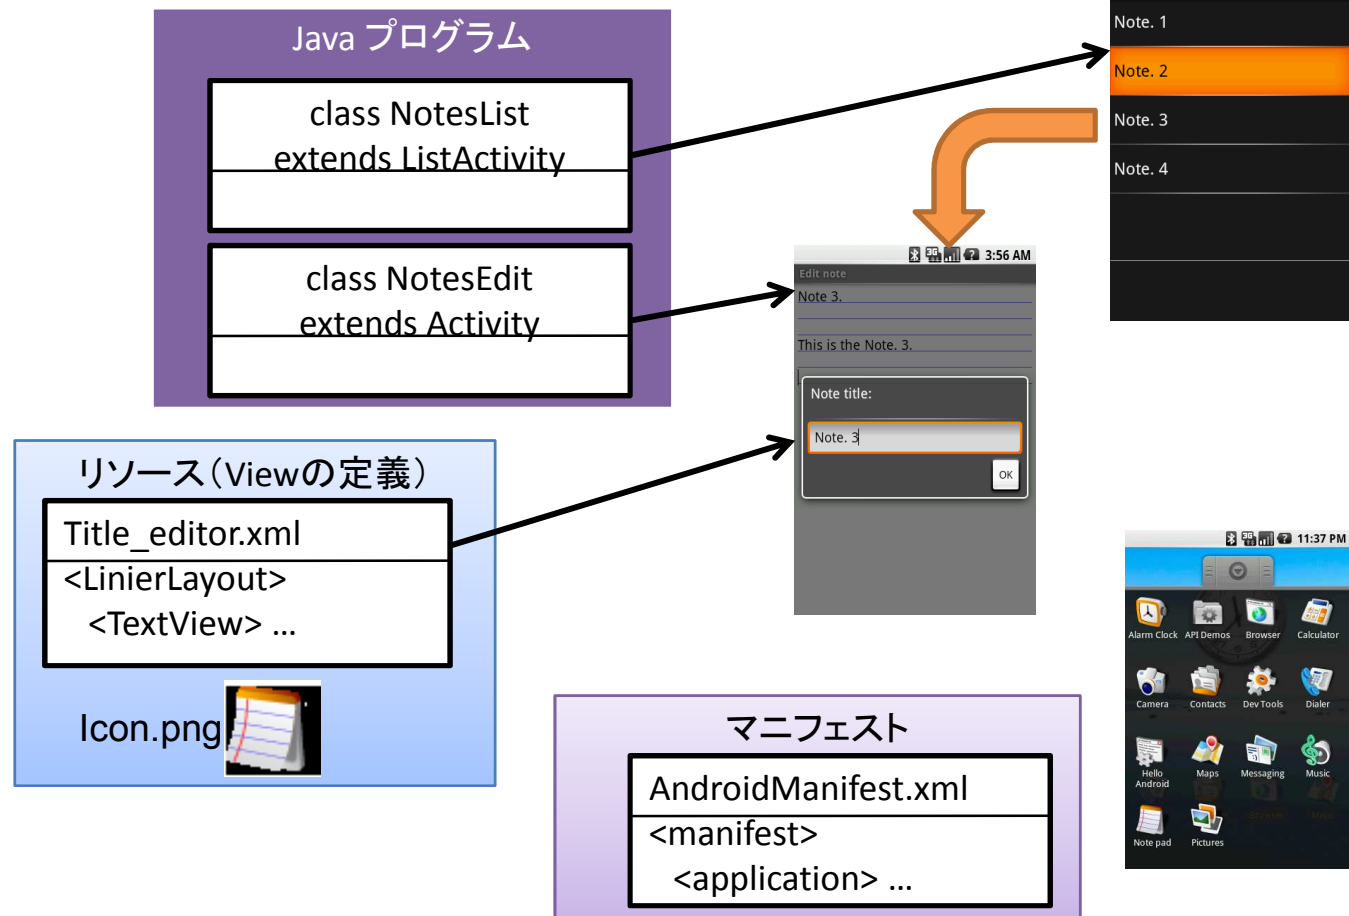 Java プログラム
class NotesList
extends ListActivity
class NotesEdit
extends Activity
リソース（Viewの定義）
Title_editor.xml
<LinierLayout>
<TextView> ...
Icon.png
マニフェスト
AndroidManifest.xml
<manifest>
<application> ...
Note. 1
Note. 2
Note. 3
Note. 4
3G
3:56 AM
Edit note
Note 3.
This is the Note. 3.
Note title:
Note. 3
OK
3G
11:37 PM
Alarm Clock API Demos Browser Calculator
Camera Contacts Dev Tools Dialer
Hello Android Maps Messaging Music
Note pad Pictures